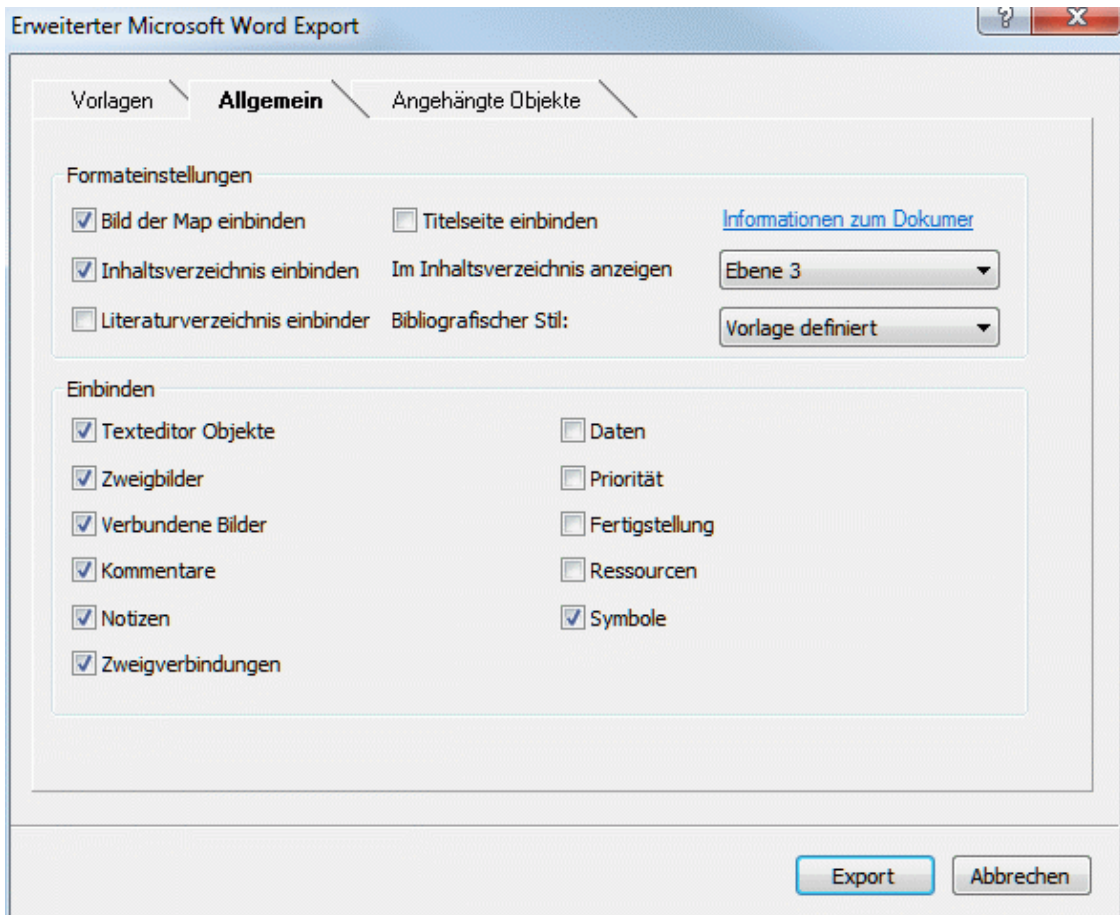 Erweiterter Microsoft Word Export
Vorlagen Allgemein Angehängte Objekte
Formateinstellungen
Bild der Map einbinden Titelseite einbinden Informationen zum Dokumer
Inhaltsverzeichnis einbinden Im Inhaltsverzeichnis anzeigen Ebene 3
Literaturverzeichnis einbinder Bibliografischer Stil: Vorlage definiert
Einbinden
Texteditor Objekte Daten
Zweigbilder Priorität
Verbundene Bilder Fertigstellung
Kommentare Ressourcen
Notizen Symbole
Zweigverbindungen
Export Abbrechen